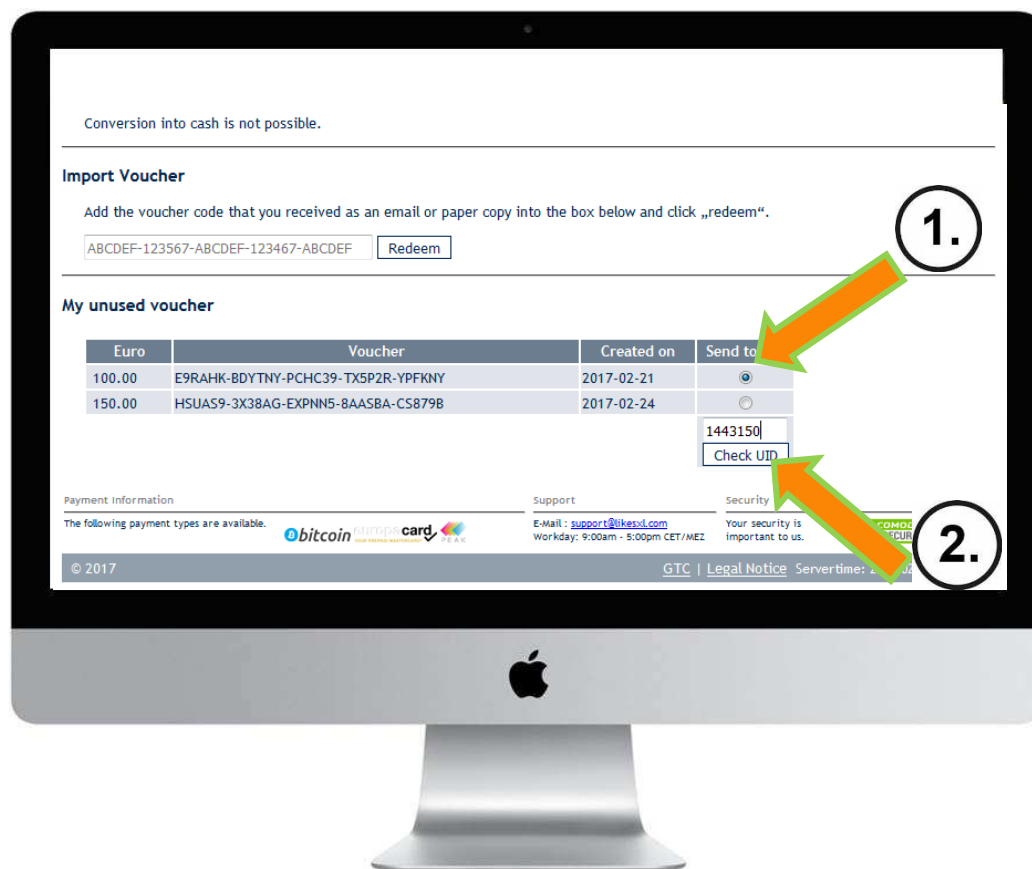 Conversion into cash is not possible.
Import Voucher
Add the voucher code that you received as an email or paper copy into the box below and click „redeem“.
ABCDEF-123567-ABCDEF-123467-ABCDEF Redeem
1.
My unused voucher
Euro Voucher Created on Send to
100.00 E9RAHK-BDYTNY-PCHC39-TX5P2R-YPFKNY 2017-02-21
150.00 HSUAS9-3X38AG-EXPNN5-8AASBA-CS879B 2017-02-24
1443150
Check UID
Payment Information Support Security
The following payment types are available. bitcoin europacard PEAK E-Mail : support@likesxl.com Your security is
YOUR PREPAID MASTERCARD Workday: 9:00am - 5:00pm CET/MEZ important to us.
2.
© 2017 GTC | Legal Notice Servertime: